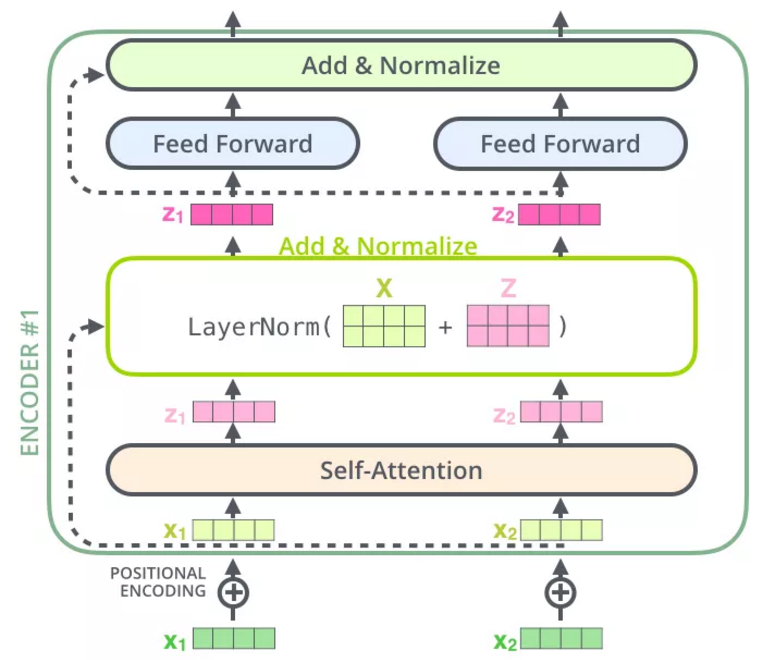 Add & Normalize
Feed Forward
Feed Forward
z1
z2
Add & Normalize
X
Z
LayerNorm( + )
ENCODER #1
z1
z2
Self-Attention
x1
x2
POSITIONAL
ENCODING
x1
x2